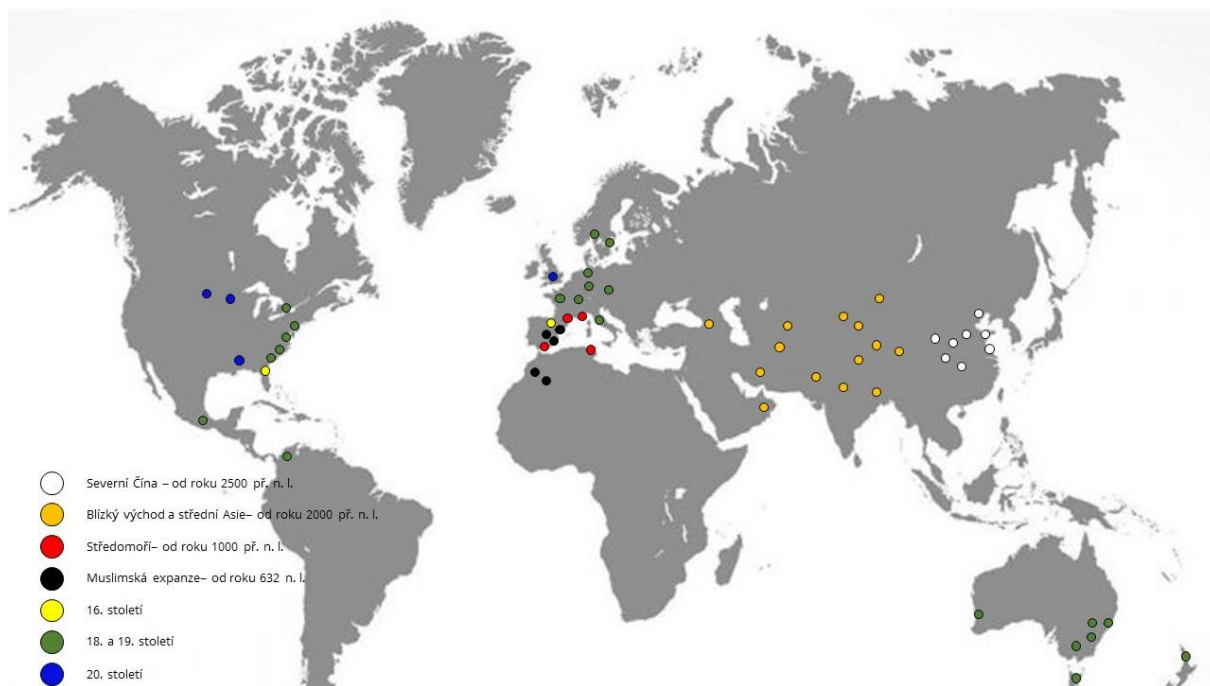 Severní Čína – od roku 2500 př. n. l.
Blízký východ a střední Asie– od roku 2000 př. n. l.
Středomoří– od roku 1000 př. n. l.
Muslimská expanze– od roku 632 n. l.
16. století
18. a 19. století
20. století